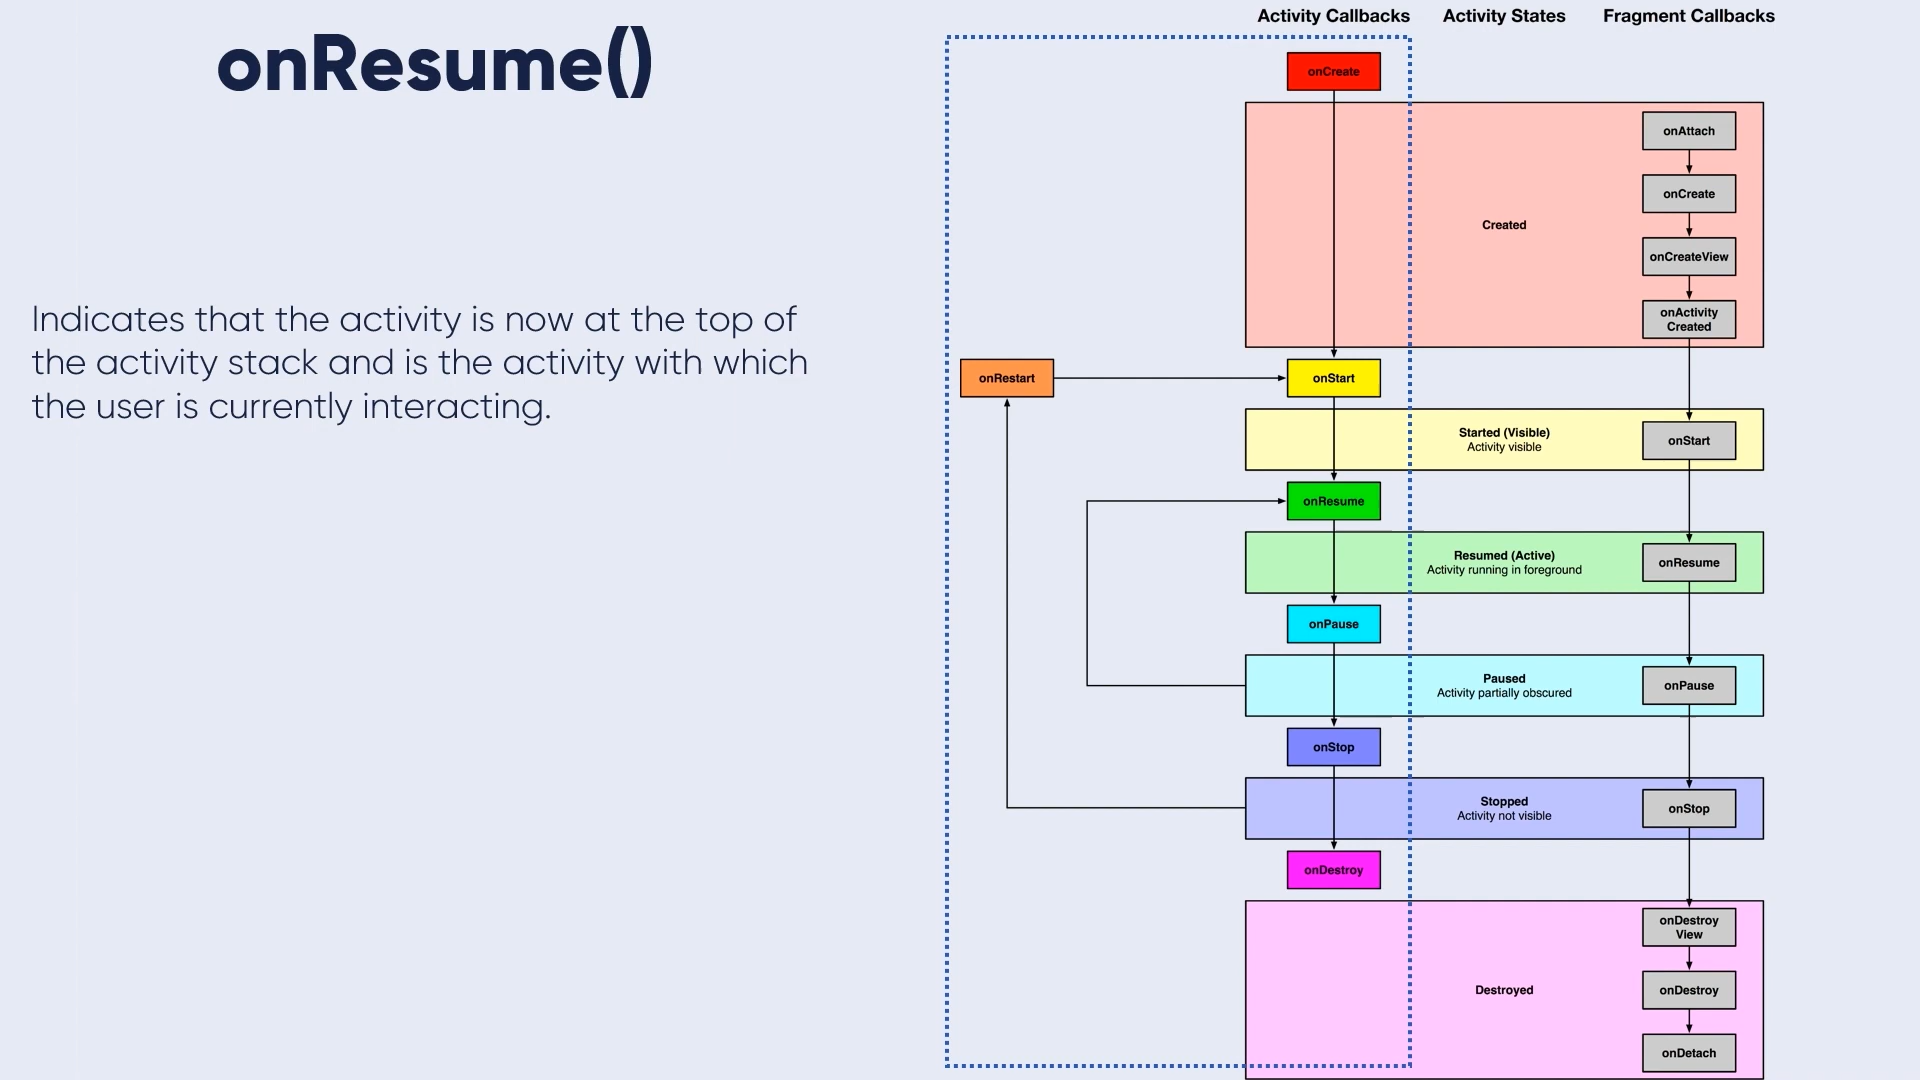 onResume()
Indicates that the activity is now at the top of
the activity stack and is the activity with which
the user is currently interacting.
Activity Callbacks
Activity States
Fragment Callbacks
onCreate
onAttach
onCreate
Created
onCreateView
onActivity
Created
onRestart
onStart
Started (Visible)
Activity visible
onStart
onResume
Resumed (Active)
Activity running in foreground
onResume
onPause
Paused
Activity partially obscured
onPause
onStop
Stopped
Activity not visible
onStop
onDestroy
onDestroy
View
Destroyed
onDestroy
onDetach